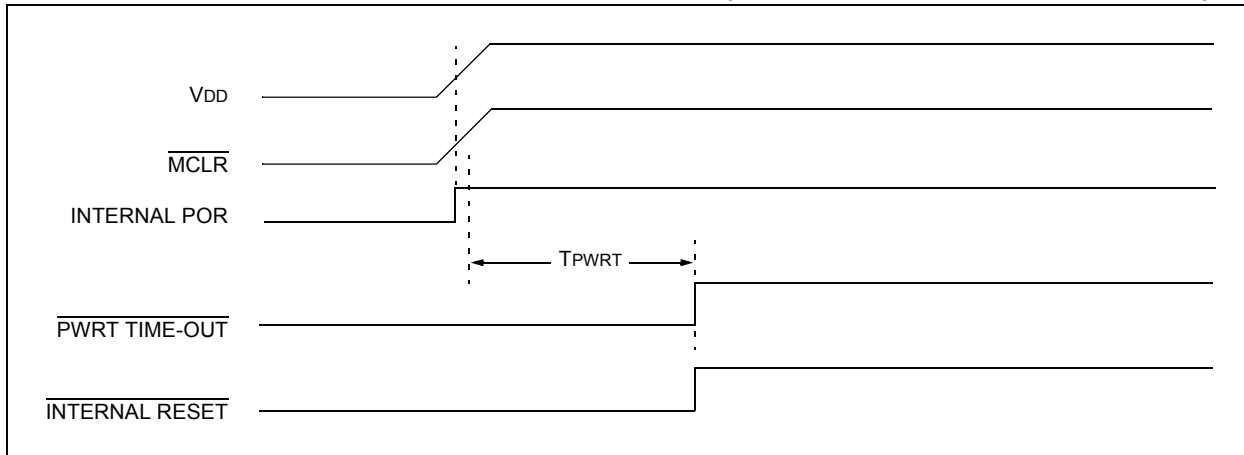 VDD
MCLR
INTERNAL POR
TPWRT
PWRT TIME-OUT
INTERNAL RESET